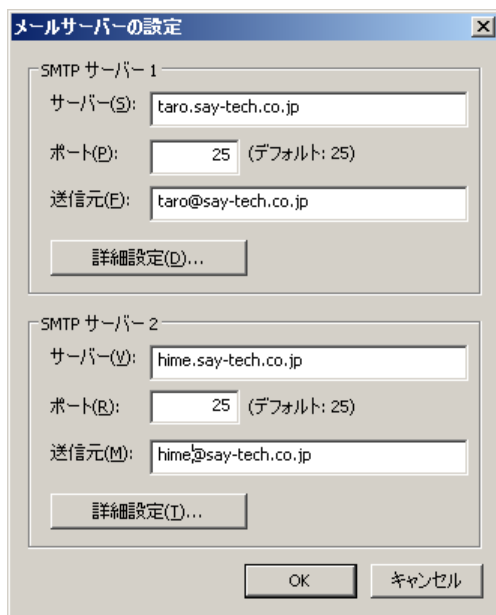 メールサーバーの設定
SMTP サーバー 1
サーバー(S): taro.say-tech.co.jp
ポート(P): 25 (デフォルト: 25)
送信元(F): taro@say-tech.co.jp
詳細設定(D)...
SMTP サーバー 2
サーバー(V): hime.say-tech.co.jp
ポート(R): 25 (デフォルト: 25)
送信元(M): hime@say-tech.co.jp
詳細設定(T)...
OK キャンセル